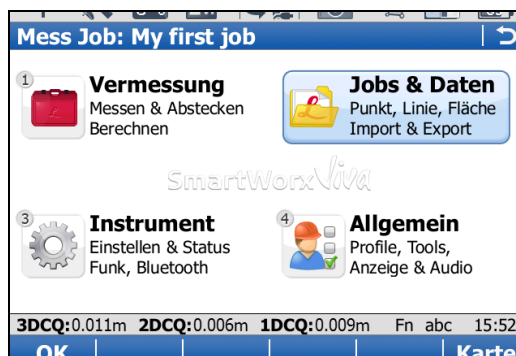 Mess Job: My first job
1
Vermessung
Messen & Abstecken
Berechnen
Jobs & Daten
Punkt, Linie, Fläche
Import & Export
SmartWorx Viva
3
Instrument
Einstellen & Status
Funk, Bluetooth
4
Allgemein
Profile, Tools,
Anzeige & Audio
3DCQ:0.011m 2DCQ:0.006m 1DCQ:0.009m Fn abc 15:52
OK Karte